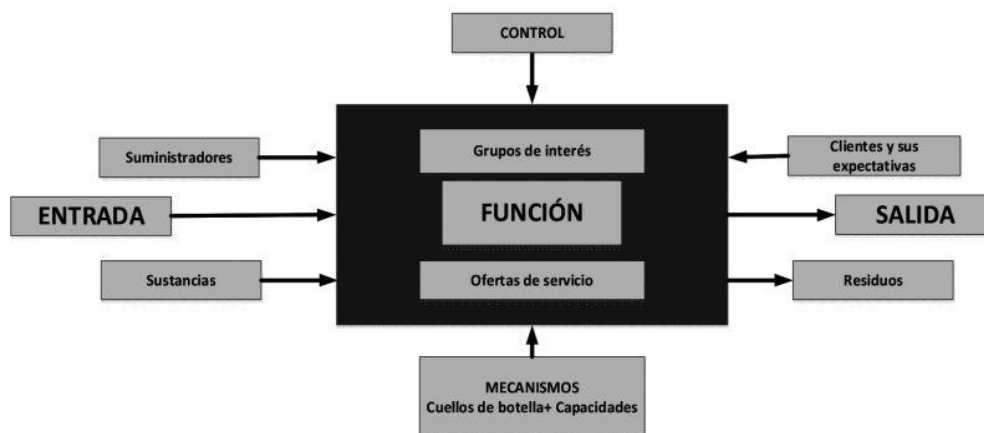 CONTROL
Grupos de interés
Suministradores
Clientes y sus
expectativas
ENTRADA
FUNCIÓN
SALIDA
Sustancias
Ofertas de servicio
Residuos
MECANISMOS
Cuellos de botella+ Capacidades